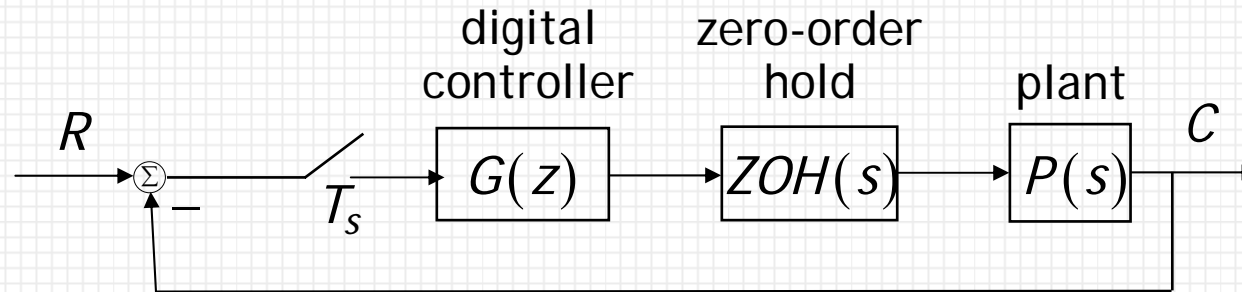 digital controller
zero-order hold
plant
R
Σ
−
T_s
G(z)
ZOH(s)
P(s)
C